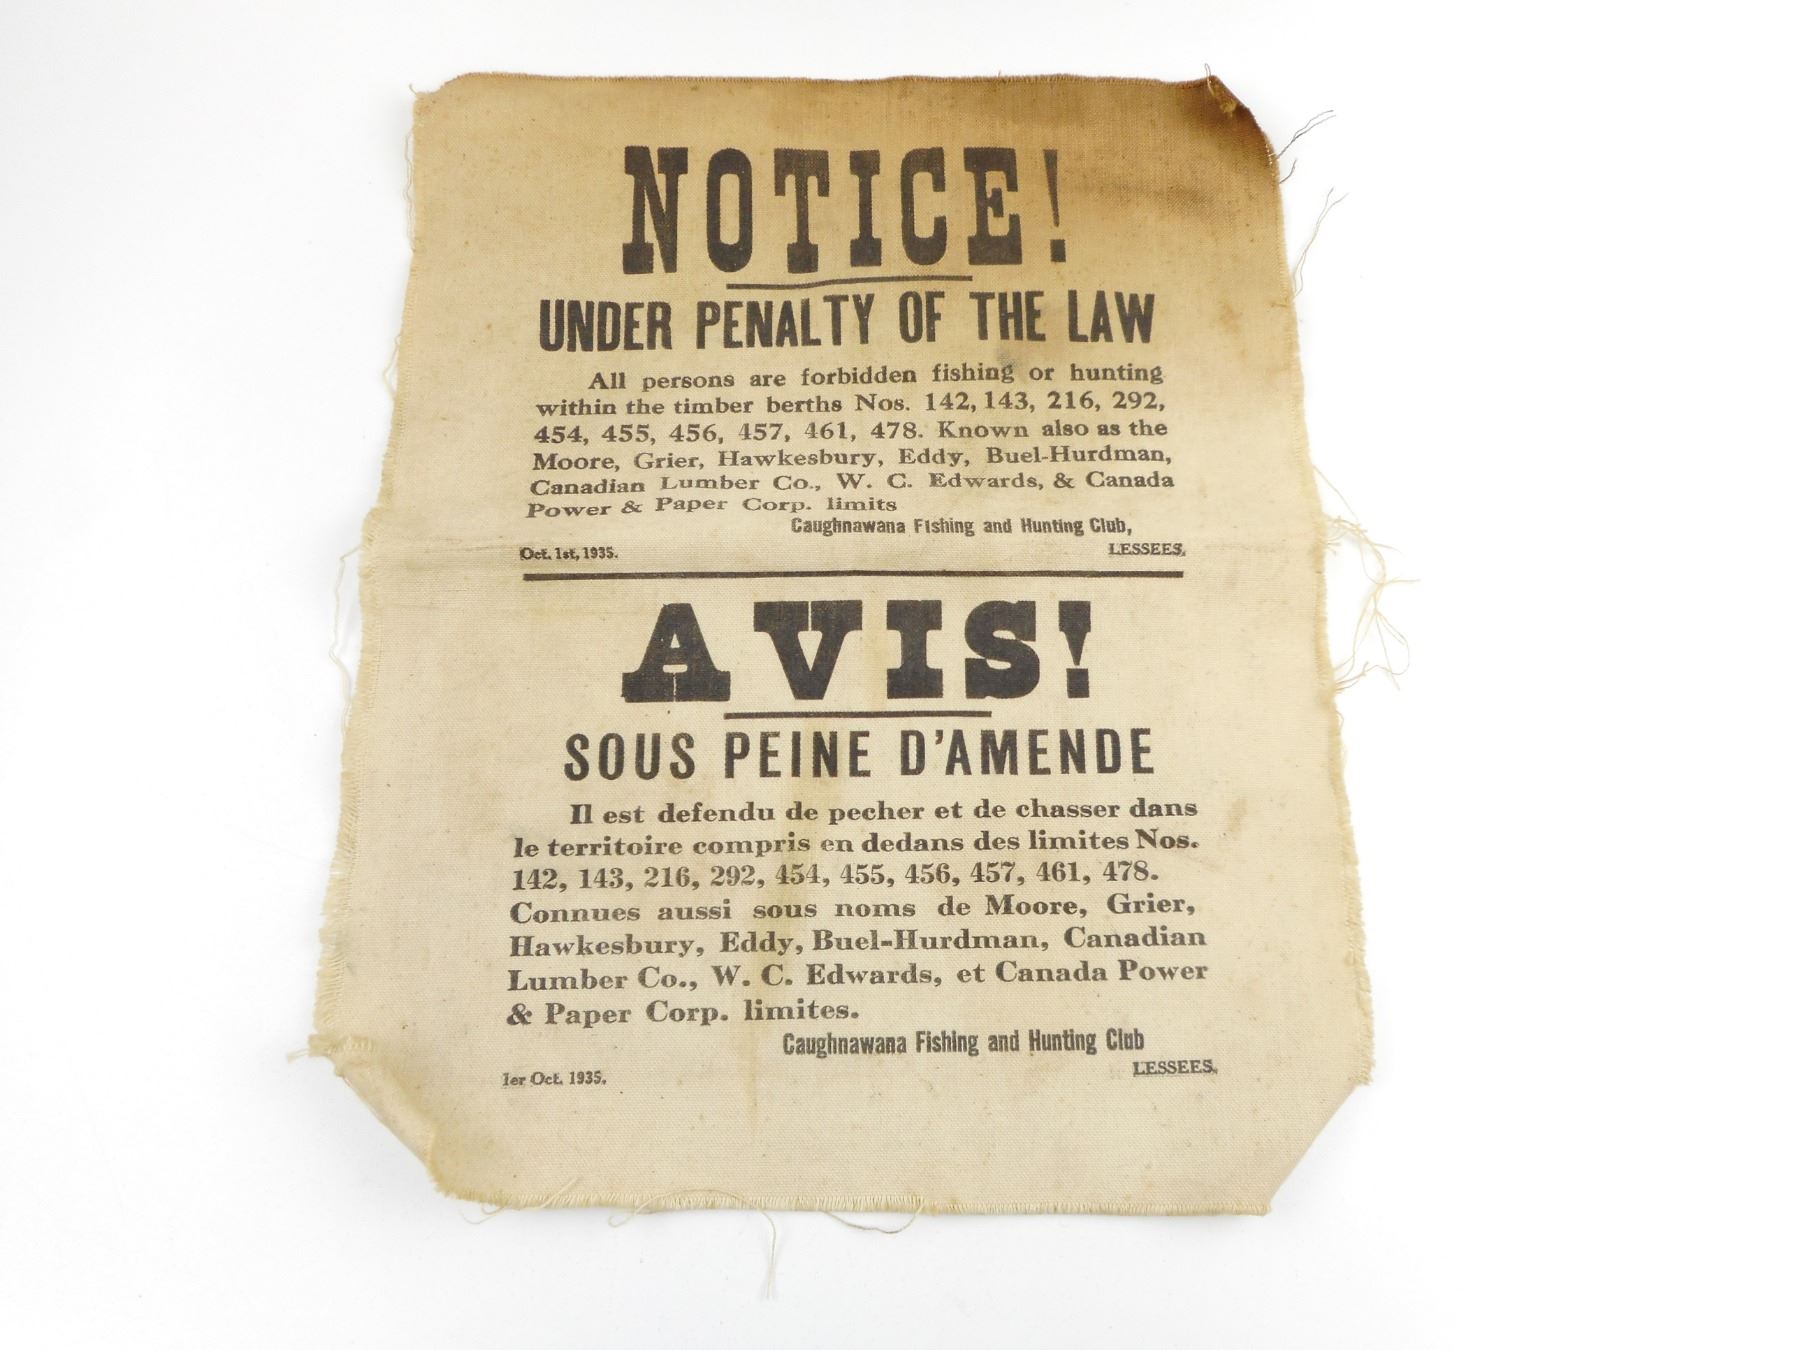 NOTICE!
UNDER PENALTY OF THE LAW
All persons are forbidden fishing or hunting
within the timber berths Nos. 142, 143, 216, 292,
454, 455, 456, 457, 461, 478. Known also as the
Moore, Grier, Hawkesbury, Eddy, Buel-Hurdman,
Canadian Lumber Co., W. C. Edwards, & Canada
Power & Paper Corp. limits
Caughnawana Fishing and Hunting Club,
Oct. 1st, 1935. LESSEES.
AVIS!
SOUS PEINE D'AMENDE
Il est defendu de pecher et de chasser dans
le territoire compris en dedans des limites Nos.
142, 143, 216, 292, 454, 455, 456, 457, 461, 478.
Connues aussi sous noms de Moore, Grier,
Hawkesbury, Eddy, Buel-Hurdman, Canadian
Lumber Co., W. C. Edwards, et Canada Power
& Paper Corp. limites.
Caughnawana Fishing and Hunting Club
LESSEES.
1er Oct. 1935.